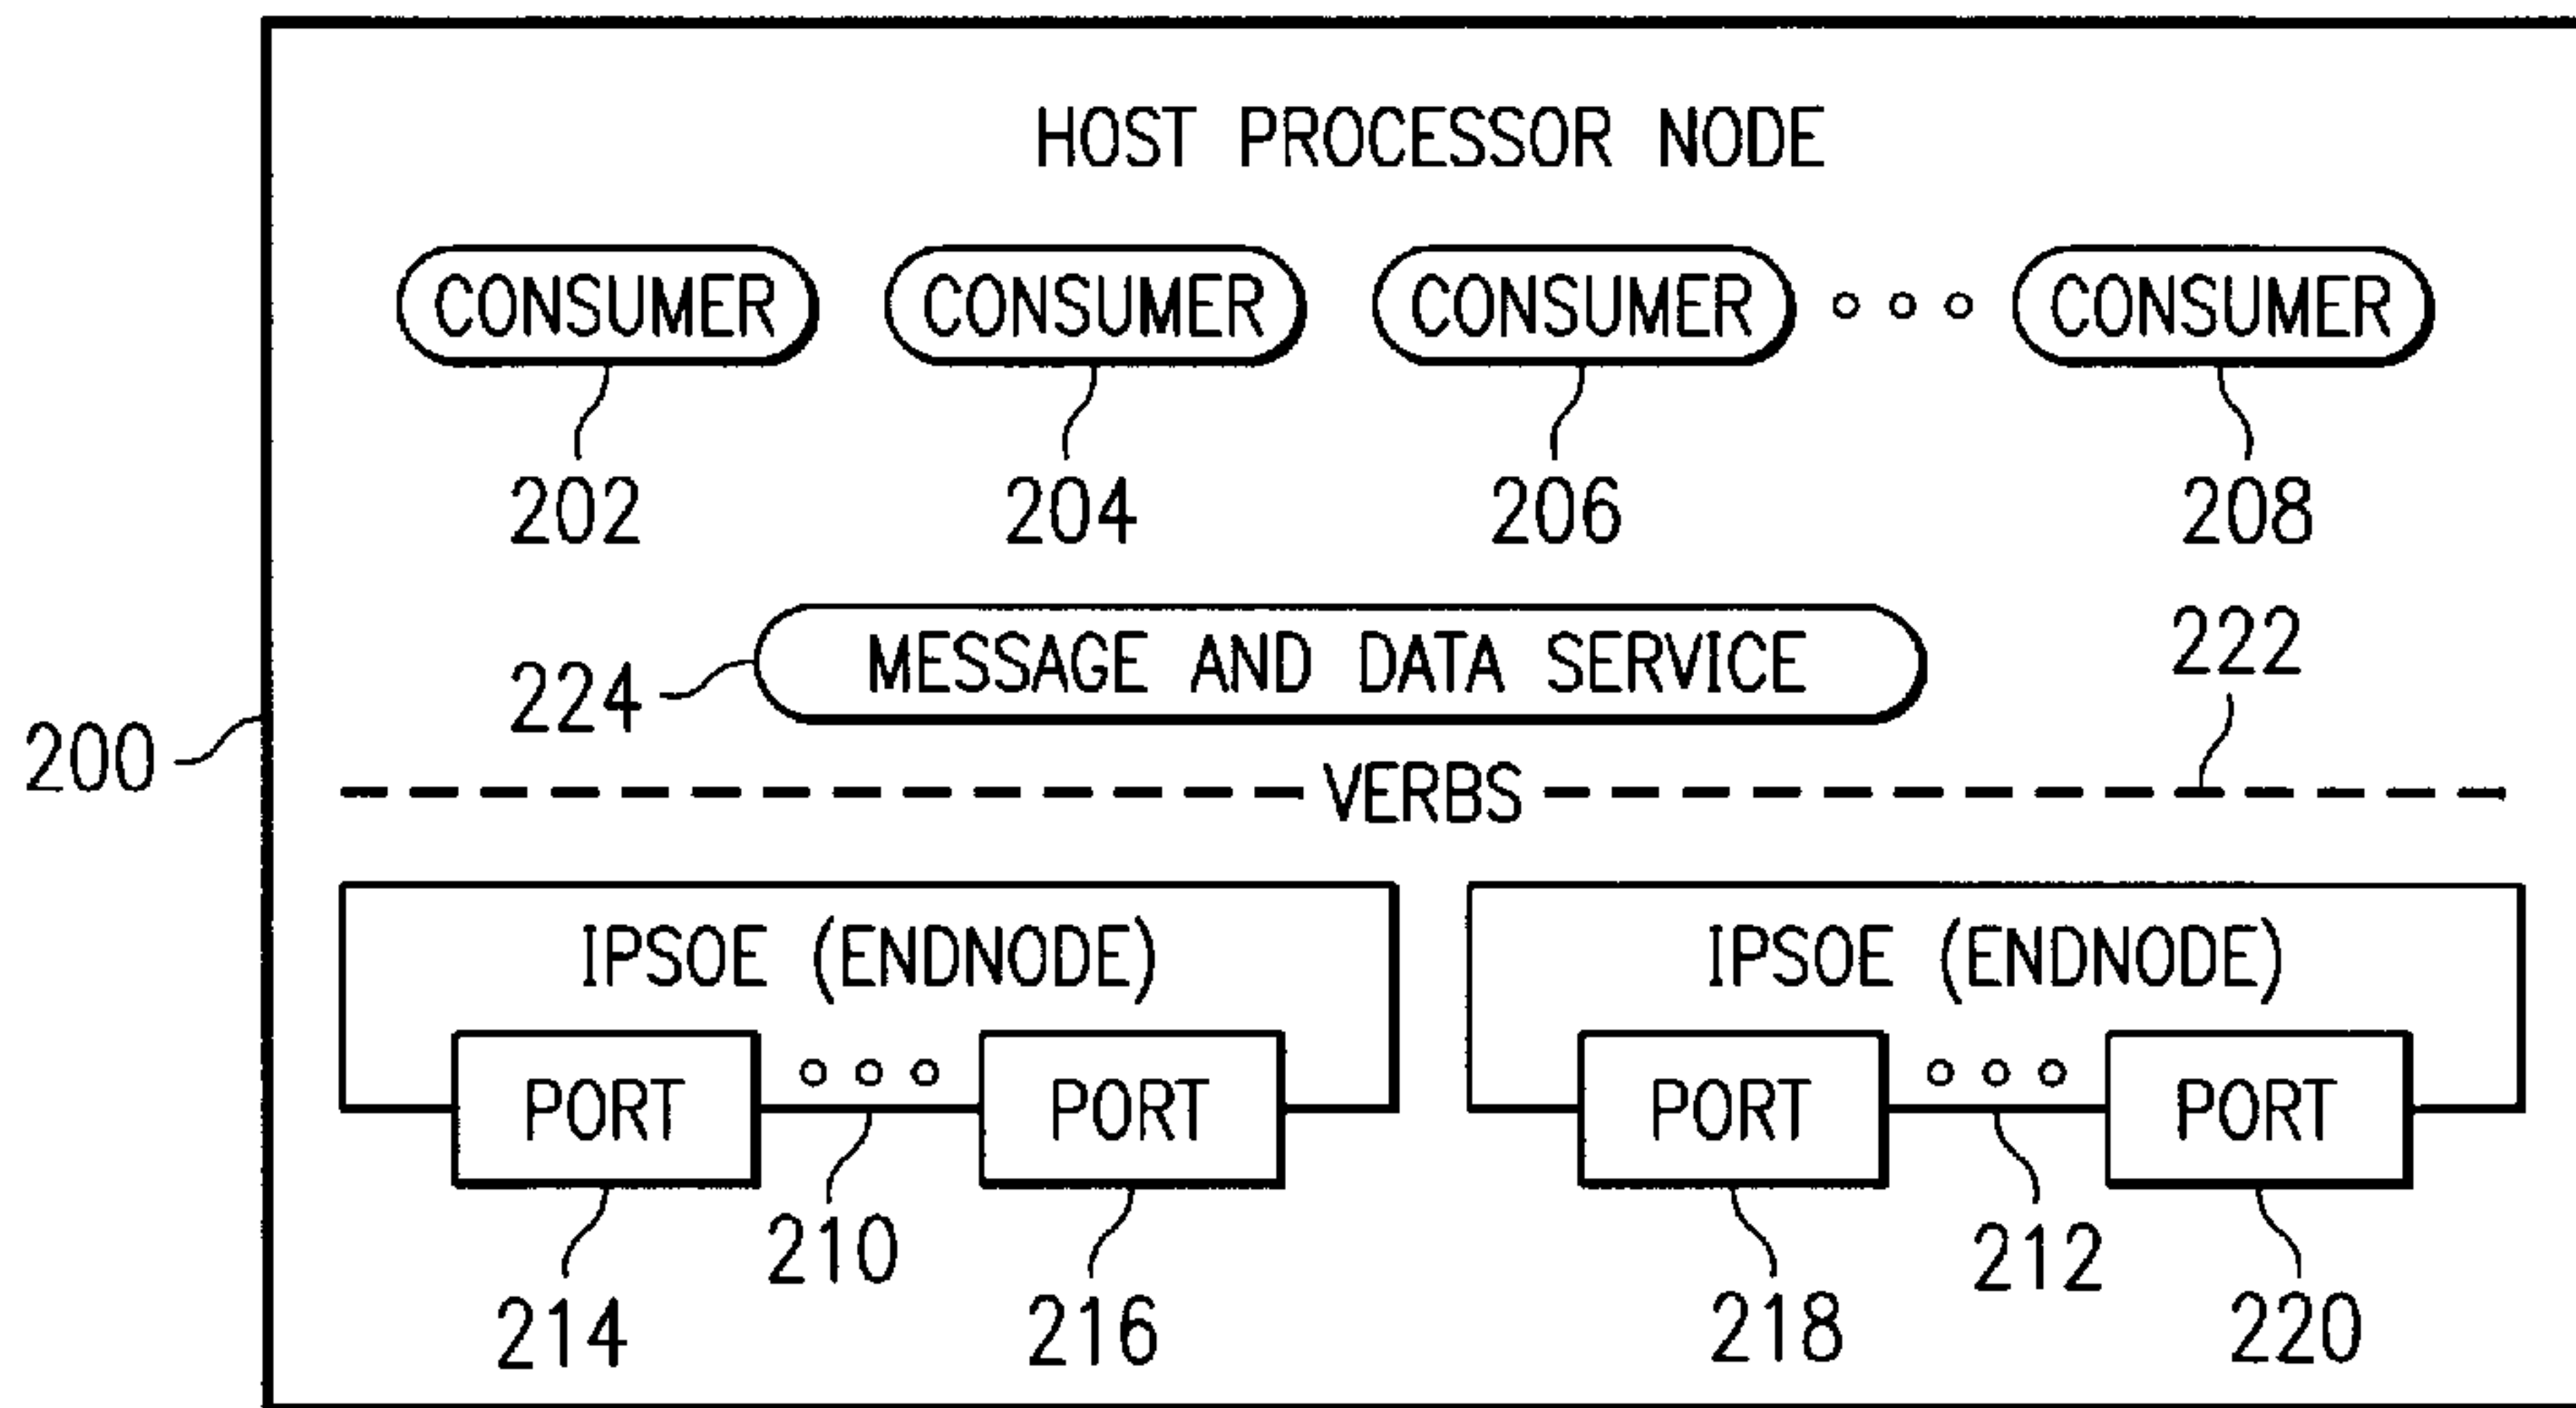 HOST PROCESSOR NODE
CONSUMER CONSUMER CONSUMER CONSUMER
202 204 206 208
222
MESSAGE AND DATA SERVICE
224
200
VERBS
IPSOE (ENDNODE) IPSOE (ENDNODE)
PORT PORT PORT PORT
210 212
214 216 218 220